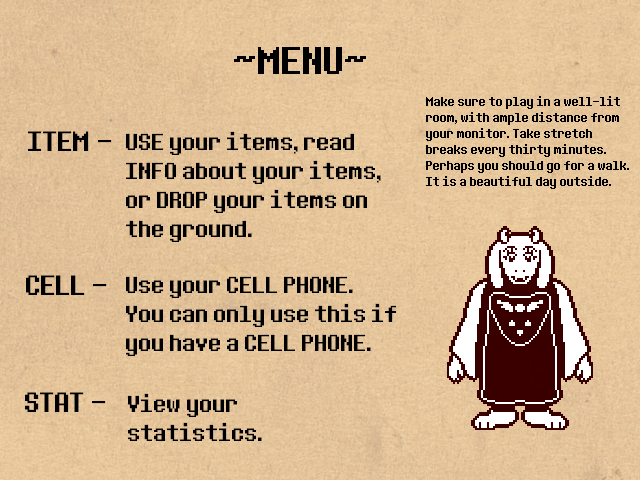 ~MENU~
Make sure to play in a well-lit
room, with ample distance from
your monitor. Take stretch
breaks every thirty minutes.
Perhaps you should go for a walk.
It is a beautiful day outside.
ITEM - USE your items, read
INFO about your items,
or DROP your items on
the ground.
CELL - Use your CELL PHONE.
You can only use this if
you have a CELL PHONE.
STAT - View your
statistics.